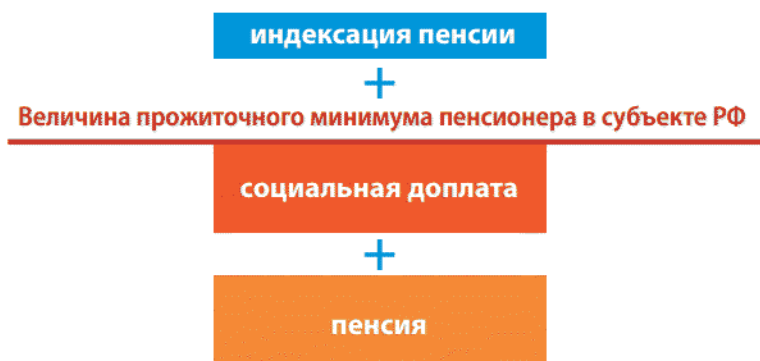 индексация пенсии
+
Величина прожиточного минимума пенсионера в субъекте РФ
социальная доплата
+
пенсия